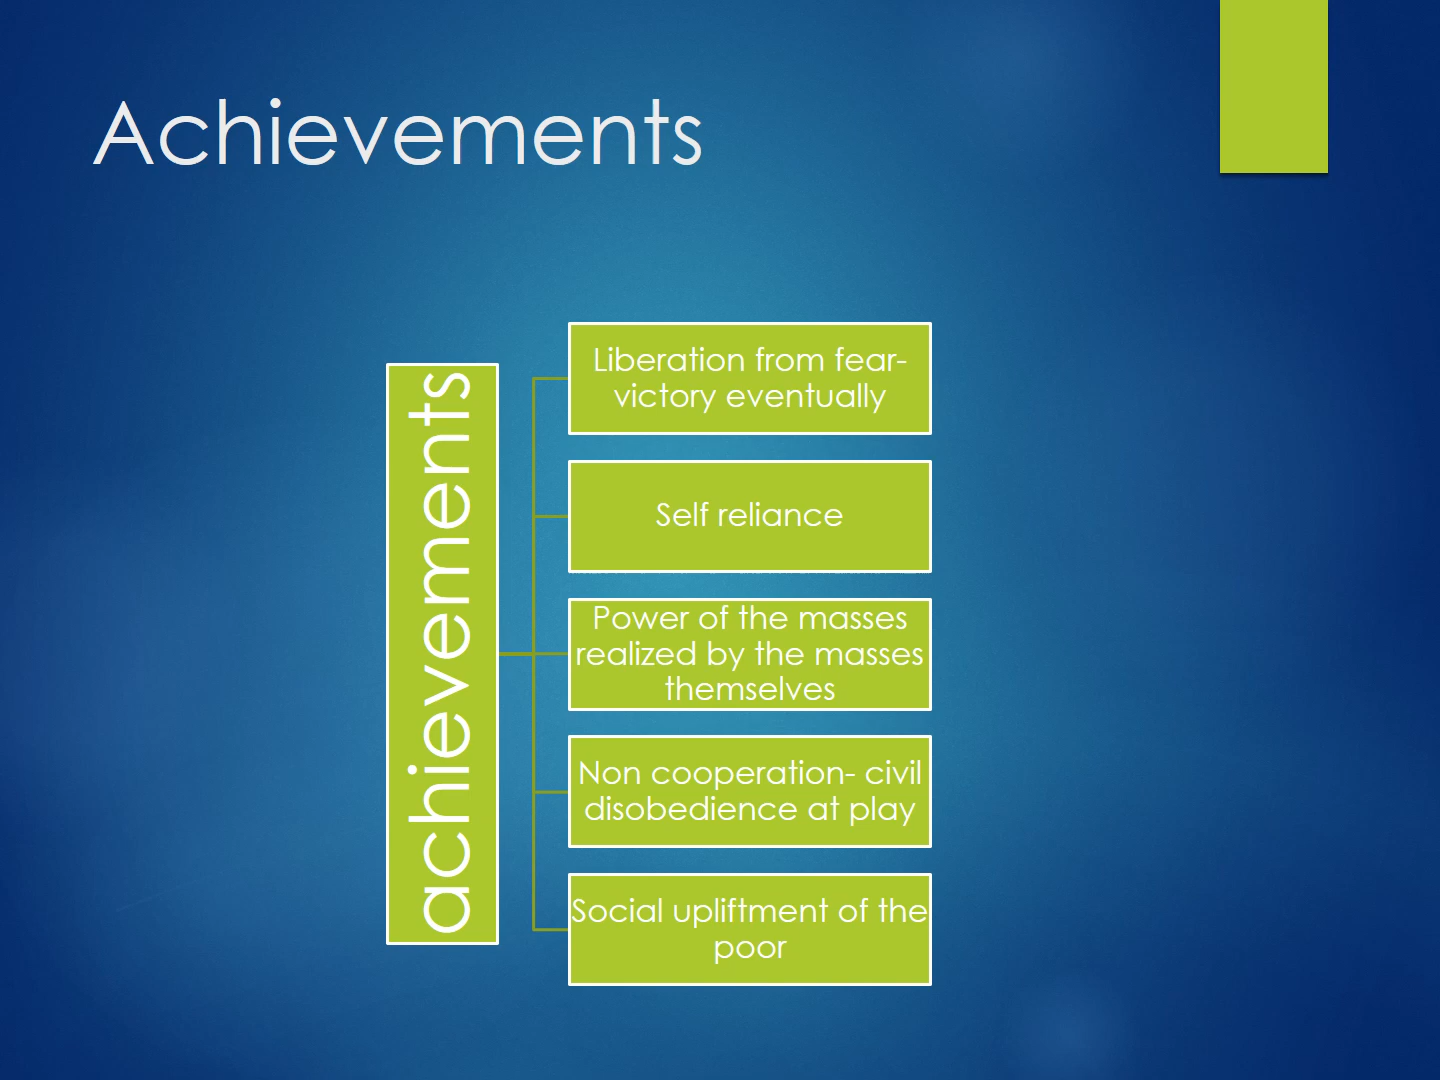 Achievements
achievements
Liberation from fear-
victory eventually
Self reliance
Power of the masses
realized by the masses
themselves
Non cooperation- civil
disobedience at play
Social upliftment of the
poor